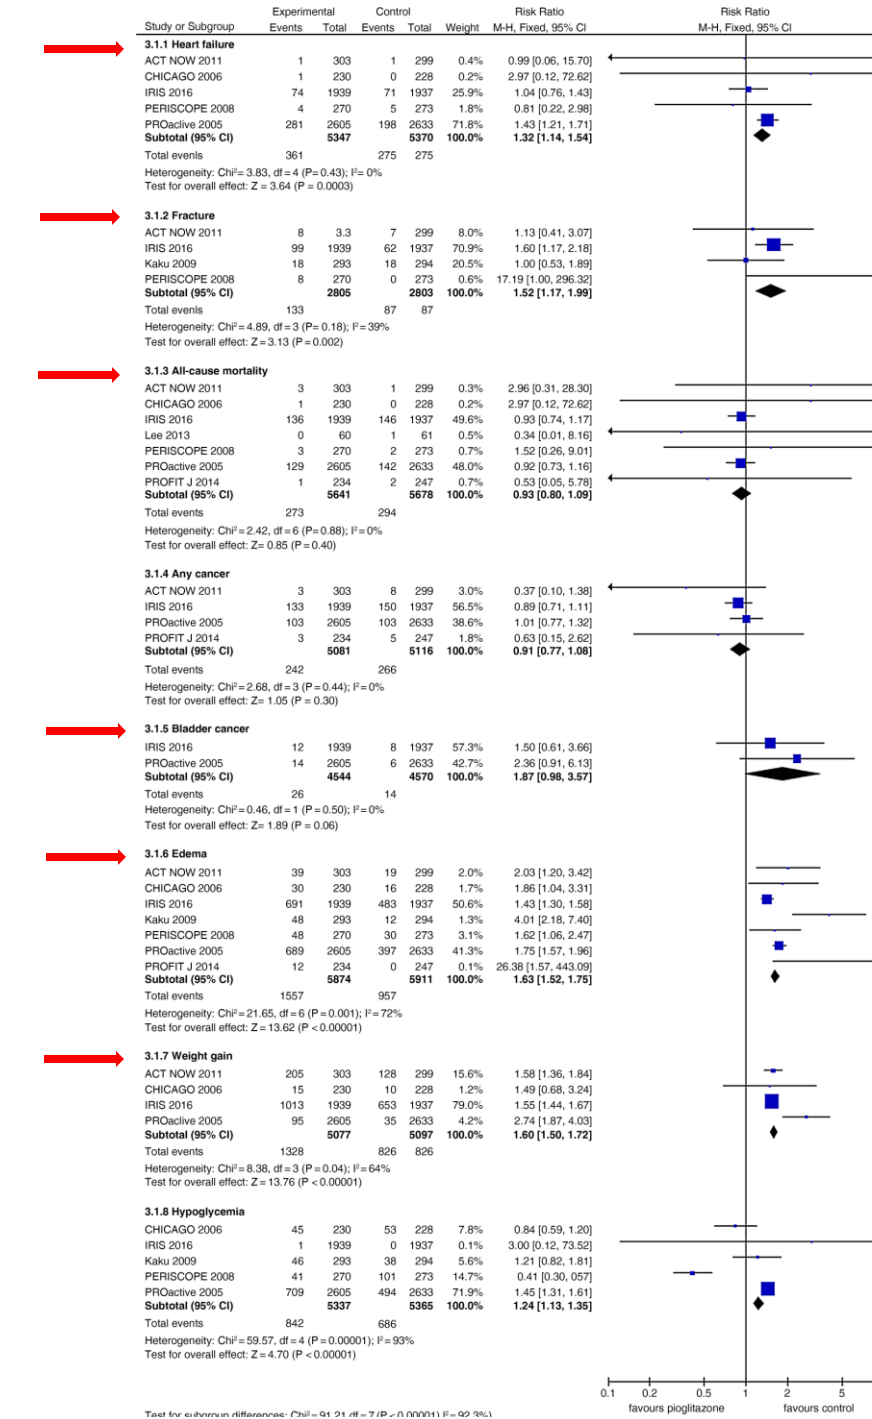 Experimental Control Risk Ratio Risk Ratio
Study or Subgroup Events Total Events Total Weight M-H, Fixed, 95% CI M-H, Fixed, 95% CI
3.1.1 Heart failure
ACT NOW 2011 1 303 1 299 0.4% 0.99 [0.06, 15.70]
CHICAGO 2006 1 230 0 228 0.2% 2.97 [0.12, 72.62]
IRIS 2016 74 1939 71 1937 25.9% 1.04 [0.76, 1.43]
PERISCOPE 2008 4 270 5 273 1.8% 0.81 [0.22, 2.98]
PROaclive 2005 281 2605 198 2633 71.8% 1.43 [1.21, 1.71]
Subtotal (95% CI) 5347 5370 100.0% 1.32 [1.14, 1.54]
Total evenls 361 275 275
Heterogeneity: Chi² = 3.83, df = 4 (P = 0.43); I² = 0%
Test for overall effect: Z = 3.64 (P = 0.0003)
3.1.2 Fracture
ACT NOW 2011 8 3.3 7 299 8.0% 1.13 [0.41, 3.07]
IRIS 2016 99 1939 62 1937 70.9% 1.60 [1.17, 2.18]
Kaku 2009 18 293 18 294 20.5% 1.00 [0.53, 1.89]
PERISCOPE 2008 8 270 0 273 0.6% 17.19 [1.00, 296.32]
Subtotal (95% CI) 2805 2803 100.0% 1.52 [1.17, 1.99]
Total evenls 133 87 87
Heterogeneity: Chi² = 4.89, df = 3 (P = 0.18); I² = 39%
Test for overall effect: Z = 3.13 (P = 0.002)
3.1.3 All-cause mortality
ACT NOW 2011 3 303 1 299 0.3% 2.96 [0.31, 28.30]
CHICAGO 2006 1 230 0 228 0.2% 2.97 [0.12, 72.62]
IRIS 2016 136 1939 146 1937 49.6% 0.93 [0.74, 1.17]
Lee 2013 0 60 1 61 0.5% 0.34 [0.01, 8.16]
PERISCOPE 2008 3 270 2 273 0.7% 1.52 [0.26, 9.01]
PROactive 2005 129 2605 142 2633 48.0% 0.92 [0.73, 1.16]
PROFIT J 2014 1 234 2 247 0.7% 0.53 [0.05, 5.78]
Subtotal (95% CI) 5641 5678 100.0% 0.93 [0.80, 1.09]
Total events 273 294
Heterogeneity: Chi² = 2.42, df = 6 (P = 0.88); I² = 0%
Test for overall effect: Z= 0.85 (P = 0.40)
3.1.4 Any cancer
ACT NOW 2011 3 303 8 299 3.0% 0.37 [0.10, 1.38]
IRIS 2016 133 1939 150 1937 56.5% 0.89 [0.71, 1.11]
PROactive 2005 103 2605 103 2633 38.6% 1.01 [0.77, 1.32]
PROFIT J 2014 3 234 5 247 1.8% 0.63 [0.15, 2.62]
Subtotal (95% CI) 5081 5116 100.0% 0.91 [0.77, 1.08]
Total events 242 266
Heterogeneity: Chi² = 2.68, df = 3 (P = 0.44); I² = 0%
Test for overall effect: Z= 1.05 (P = 0.30)
3.1.5 Bladder cancer
IRIS 2016 12 1939 8 1937 57.3% 1.50 [0.61, 3.66]
PROactive 2005 14 2605 6 2633 42.7% 2.36 [0.91, 6.13]
Subtotal (95% CI) 4544 4570 100.0% 1.87 [0.98, 3.57]
Total events 26 14
Heterogeneity: Chi² = 0.46, df = 1 (P = 0.50); I² = 0%
Test for overall effect: Z= 1.89 (P = 0.06)
3.1.6 Edema
ACT NOW 2011 39 303 19 299 2.0% 2.03 [1.20, 3.42]
CHICAGO 2006 30 230 16 228 1.7% 1.86 [1.04, 3.31]
IRIS 2016 691 1939 483 1937 50.6% 1.43 [1.30, 1.58]
Kaku 2009 48 293 12 294 1.3% 4.01 [2.18, 7.40]
PERISCOPE 2008 48 270 30 273 3.1% 1.62 [1.06, 2.47]
PROactive 2005 689 2605 397 2633 41.3% 1.75 [1.57, 1.96]
PROFIT J 2014 12 234 0 247 0.1% 26.38 [1.57, 443.09]
Subtotal (95% CI) 5874 5911 100.0% 1.63 [1.52, 1.75]
Total events 1557 957
Heterogeneity: Chi² = 21.65, df = 6 (P = 0.001); I² = 72%
Test for overall effect: Z = 13.62 (P < 0.00001)
3.1.7 Weight gain
ACT NOW 2011 205 303 128 299 15.6% 1.58 [1.36, 1.84]
CHICAGO 2006 15 230 10 228 1.2% 1.49 [0.68, 3.24]
IRIS 2016 1013 1939 653 1937 79.0% 1.55 [1.44, 1.67]
PROaclive 2005 95 2605 35 2633 4.2% 2.74 [1.87, 4.03]
Subtotal (95% CI) 5077 5097 100.0% 1.60 [1.50, 1.72]
Total events 1328 826 826
Heterogeneity: Chi² = 8.38, df = 3 (P = 0.04); I² = 64%
Test for overall effect: Z = 13.76 (P < 0.00001)
3.1.8 Hypoglycemia
CHICAGO 2006 45 230 53 228 7.8% 0.84 [0.59, 1.20]
IRIS 2016 1 1939 0 1937 0.1% 3.00 [0.12, 73.52]
Kaku 2009 46 293 38 294 5.6% 1.21 [0.82, 1.81]
PERISCOPE 2008 41 270 101 273 14.7% 0.41 [0.30, 057]
PROactive 2005 709 2605 494 2633 71.9% 1.45 [1.31, 1.61]
Subtotal (95% CI) 5337 5365 100.0% 1.24 [1.13, 1.35]
Total events 842 686
Heterogeneity: Chi² = 59.57, df = 4 (P = 0.00001); I² = 93%
Test for overall effect: Z = 4.70 (P < 0.00001)
0.1 0.2 0.5 1 2 5
favours pioglitazone favours control
Test for subgroup differences: Chi² = 91.21 df = 7 (P < 0.00001) I² = 92.3%)